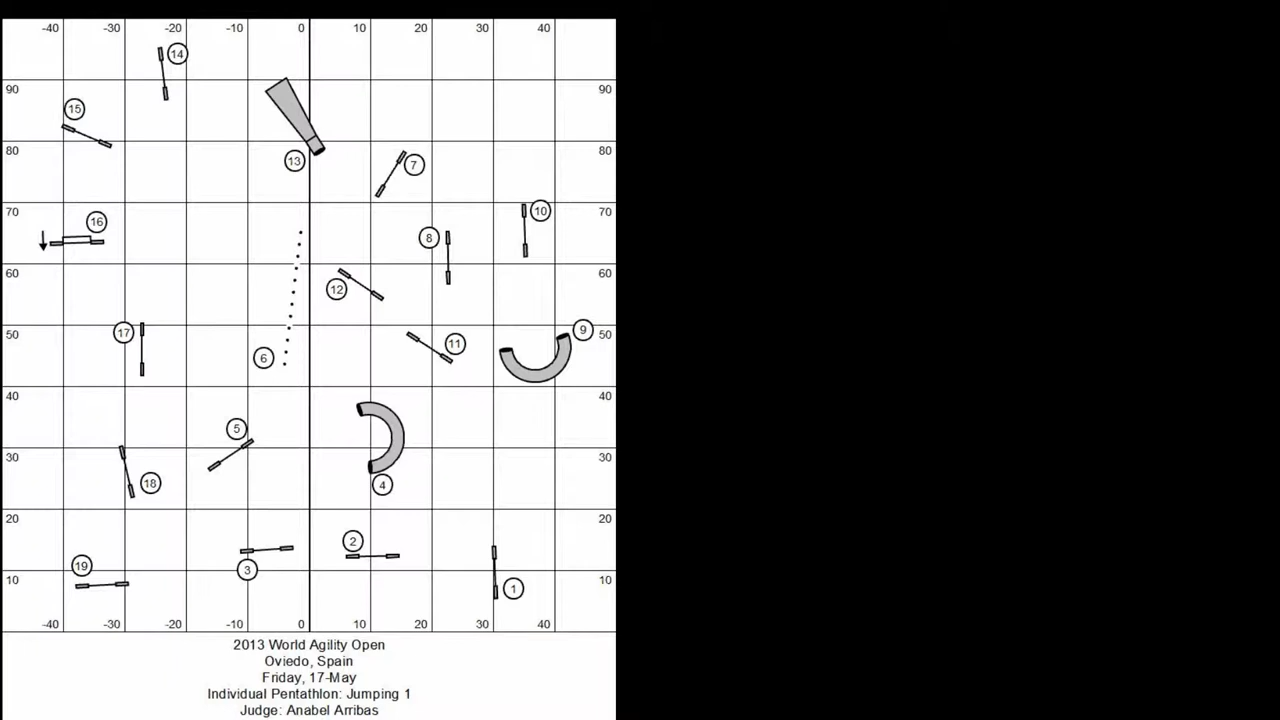 -40 -30 -20 -10 0 10 20 30 40
14
90 90
15
80 13 7 80
70 16 10 70
8
60 12 60
17 50 6 11 9 50
40 40
5
30 18 4 30
20 2 20
19 10 3 1 10
-40 -30 -20 -10 0 10 20 30 40
2013 World Agility Open
Oviedo, Spain
Friday, 17-May
Individual Pentathlon: Jumping 1
Judge: Anabel Arribas